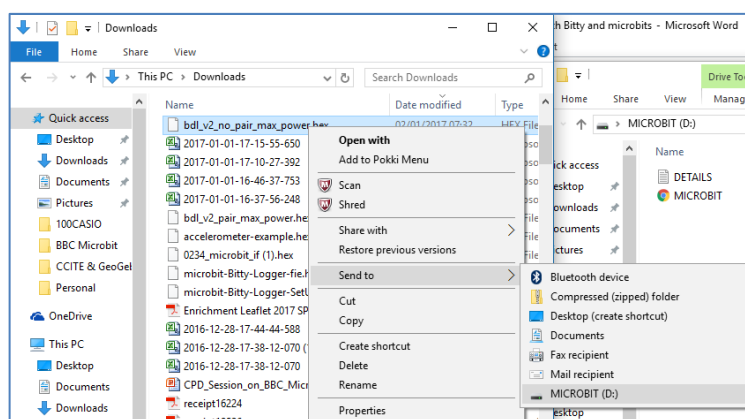 Downloads
File Home Share View
This PC > Downloads
Search Downloads
Quick access
Desktop
Downloads
Documents
Pictures
100CASIO
BBC Microbit
CCITE & GeoGel
Personal
OneDrive
This PC
Desktop
Documents
Downloads
Name Date modified Type
bdl_v2_no_pair_max_power.hex 02/01/2017 07:32 HEX File
2017-01-01-17-15-55-650
2017-01-01-17-10-27-392
2017-01-01-16-46-37-753
2017-01-01-16-37-56-248
bdl_v2_pair_max_power.he
accelerometer-example.he
0234_microbit_if (1).hex
microbit-Bitty-Logger-fie.h
microbit-Bitty-Logger-SetU
Enrichment Leaflet 2017 SP
2016-12-28-17-44-44-588
2016-12-28-17-38-12-070 (
2016-12-28-17-38-12-070
CPD_Session_on_BBC_Micr
receipt16224
Open with
Add to Pokki Menu
Scan
Shred
Share with
Restore previous versions
Send to
Cut
Copy
Create shortcut
Delete
Rename
Properties
Bluetooth device
Compressed (zipped) folder
Desktop (create shortcut)
Documents
Fax recipient
Mail recipient
MICROBIT (D:)
h Bitty and microbits - Microsoft Word
Drive To
Home Share View Manag
MICROBIT (D:)
Name
DETAILS
MICROBIT
ick access
esktop
ownloads
ocuments
ctures
esktop